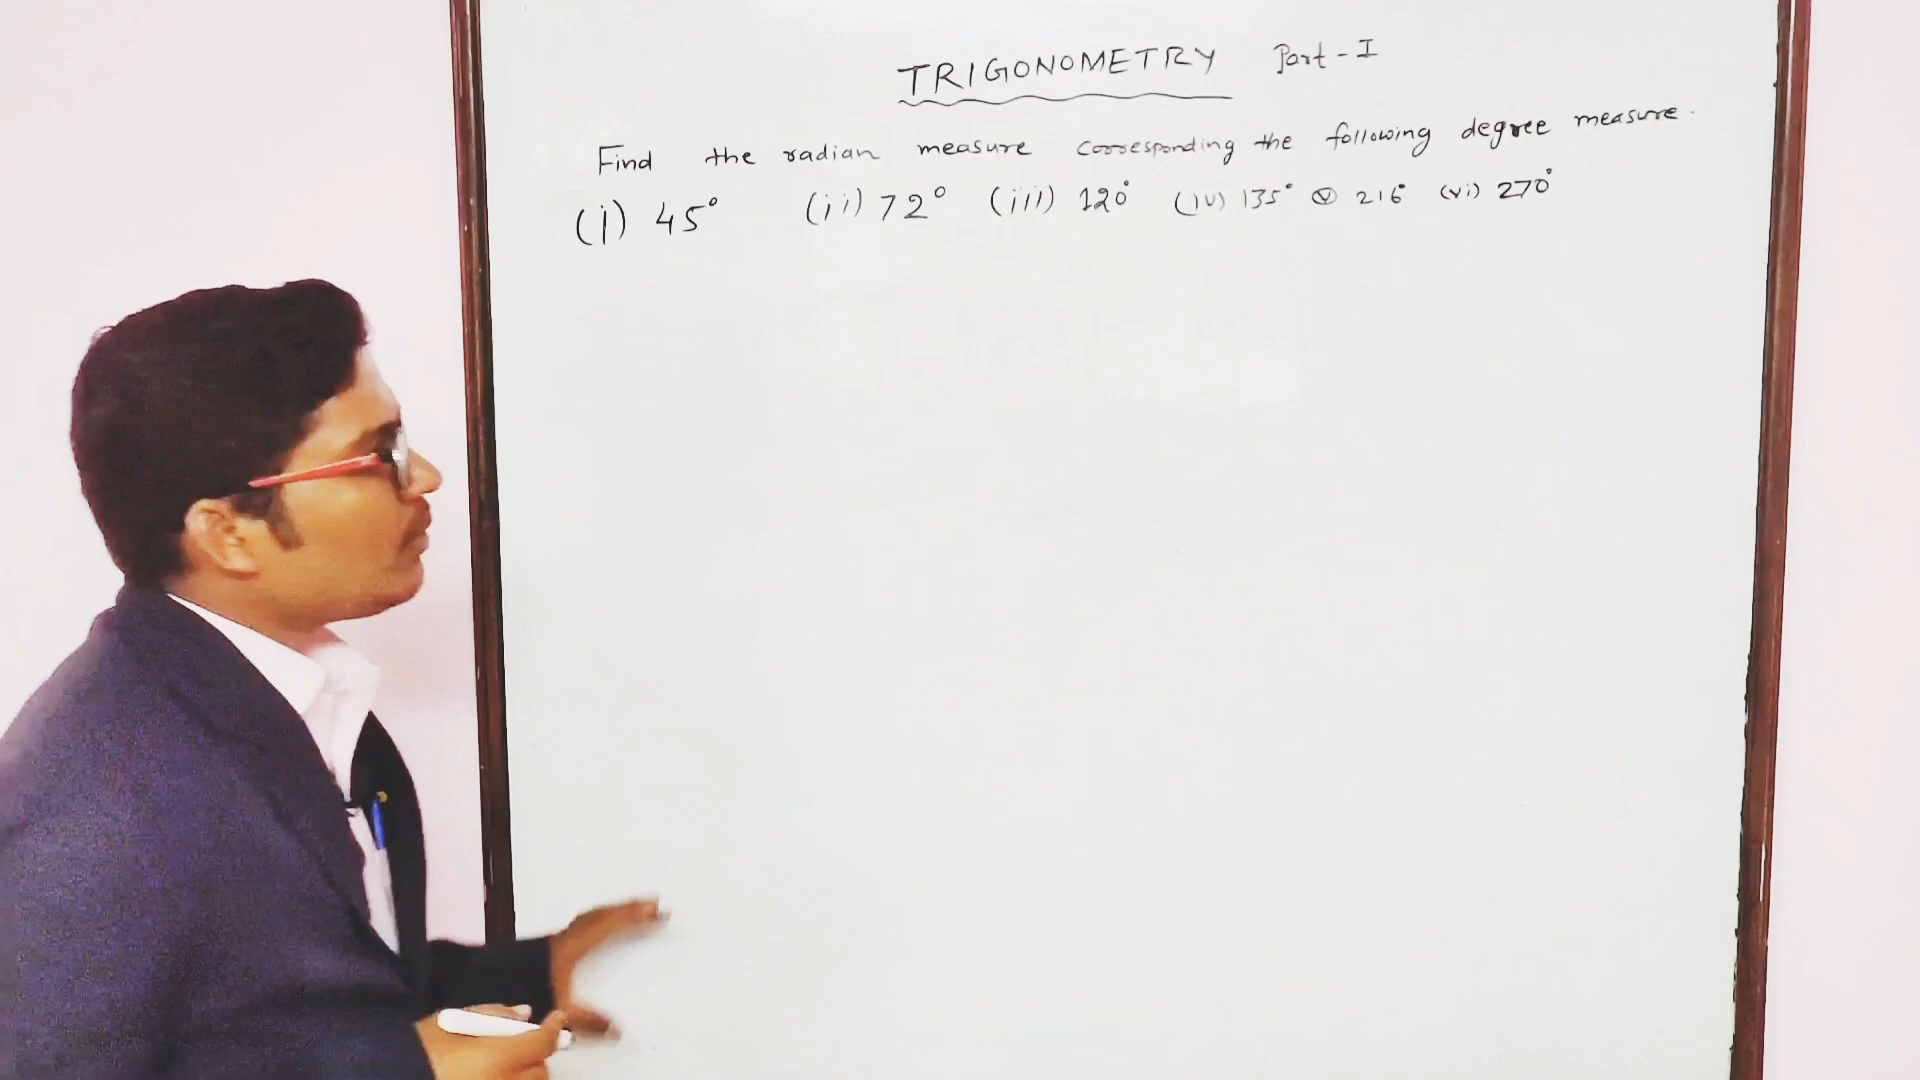 TRIGONOMETRY Part - I
Find the radian measure corresponding the following degree measure.
(i) 45° (ii) 72° (iii) 120° (iv) 135° (v) 216° (vi) 270°